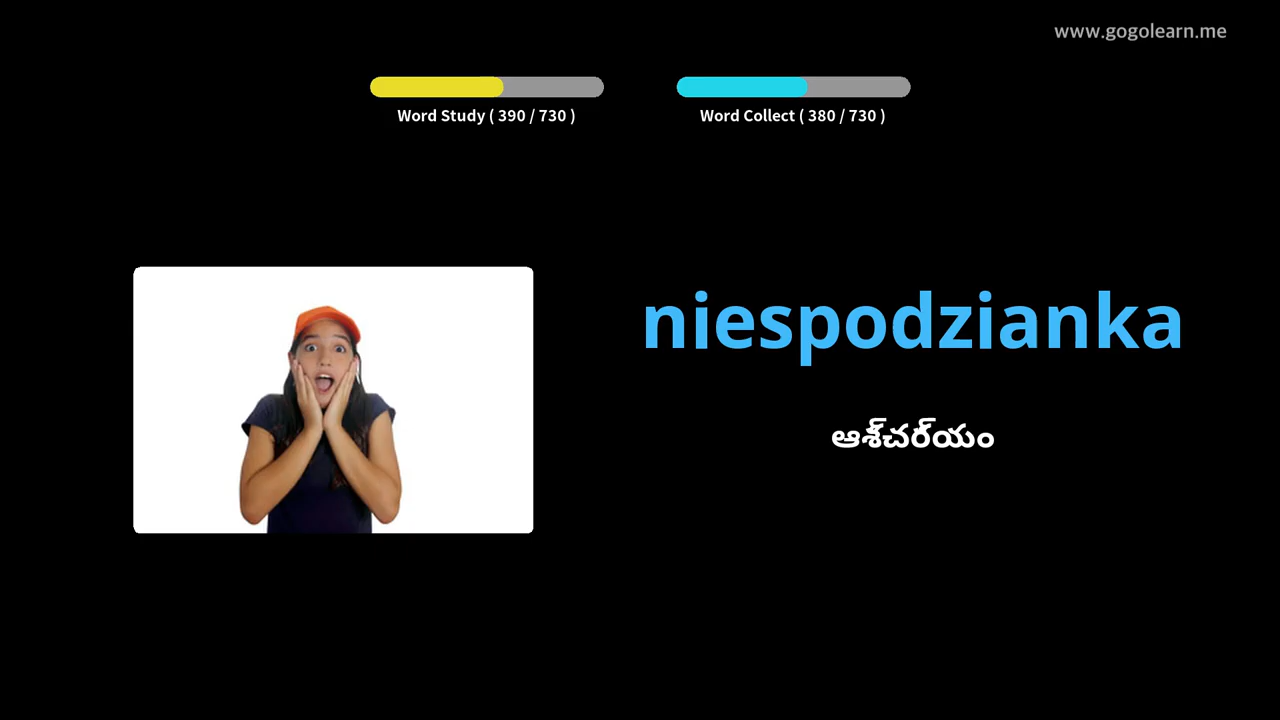 www.gogolearn.me
Word Study ( 390 / 730 )
Word Collect ( 380 / 730 )
niespodzianka
ఆశ్చర్యం